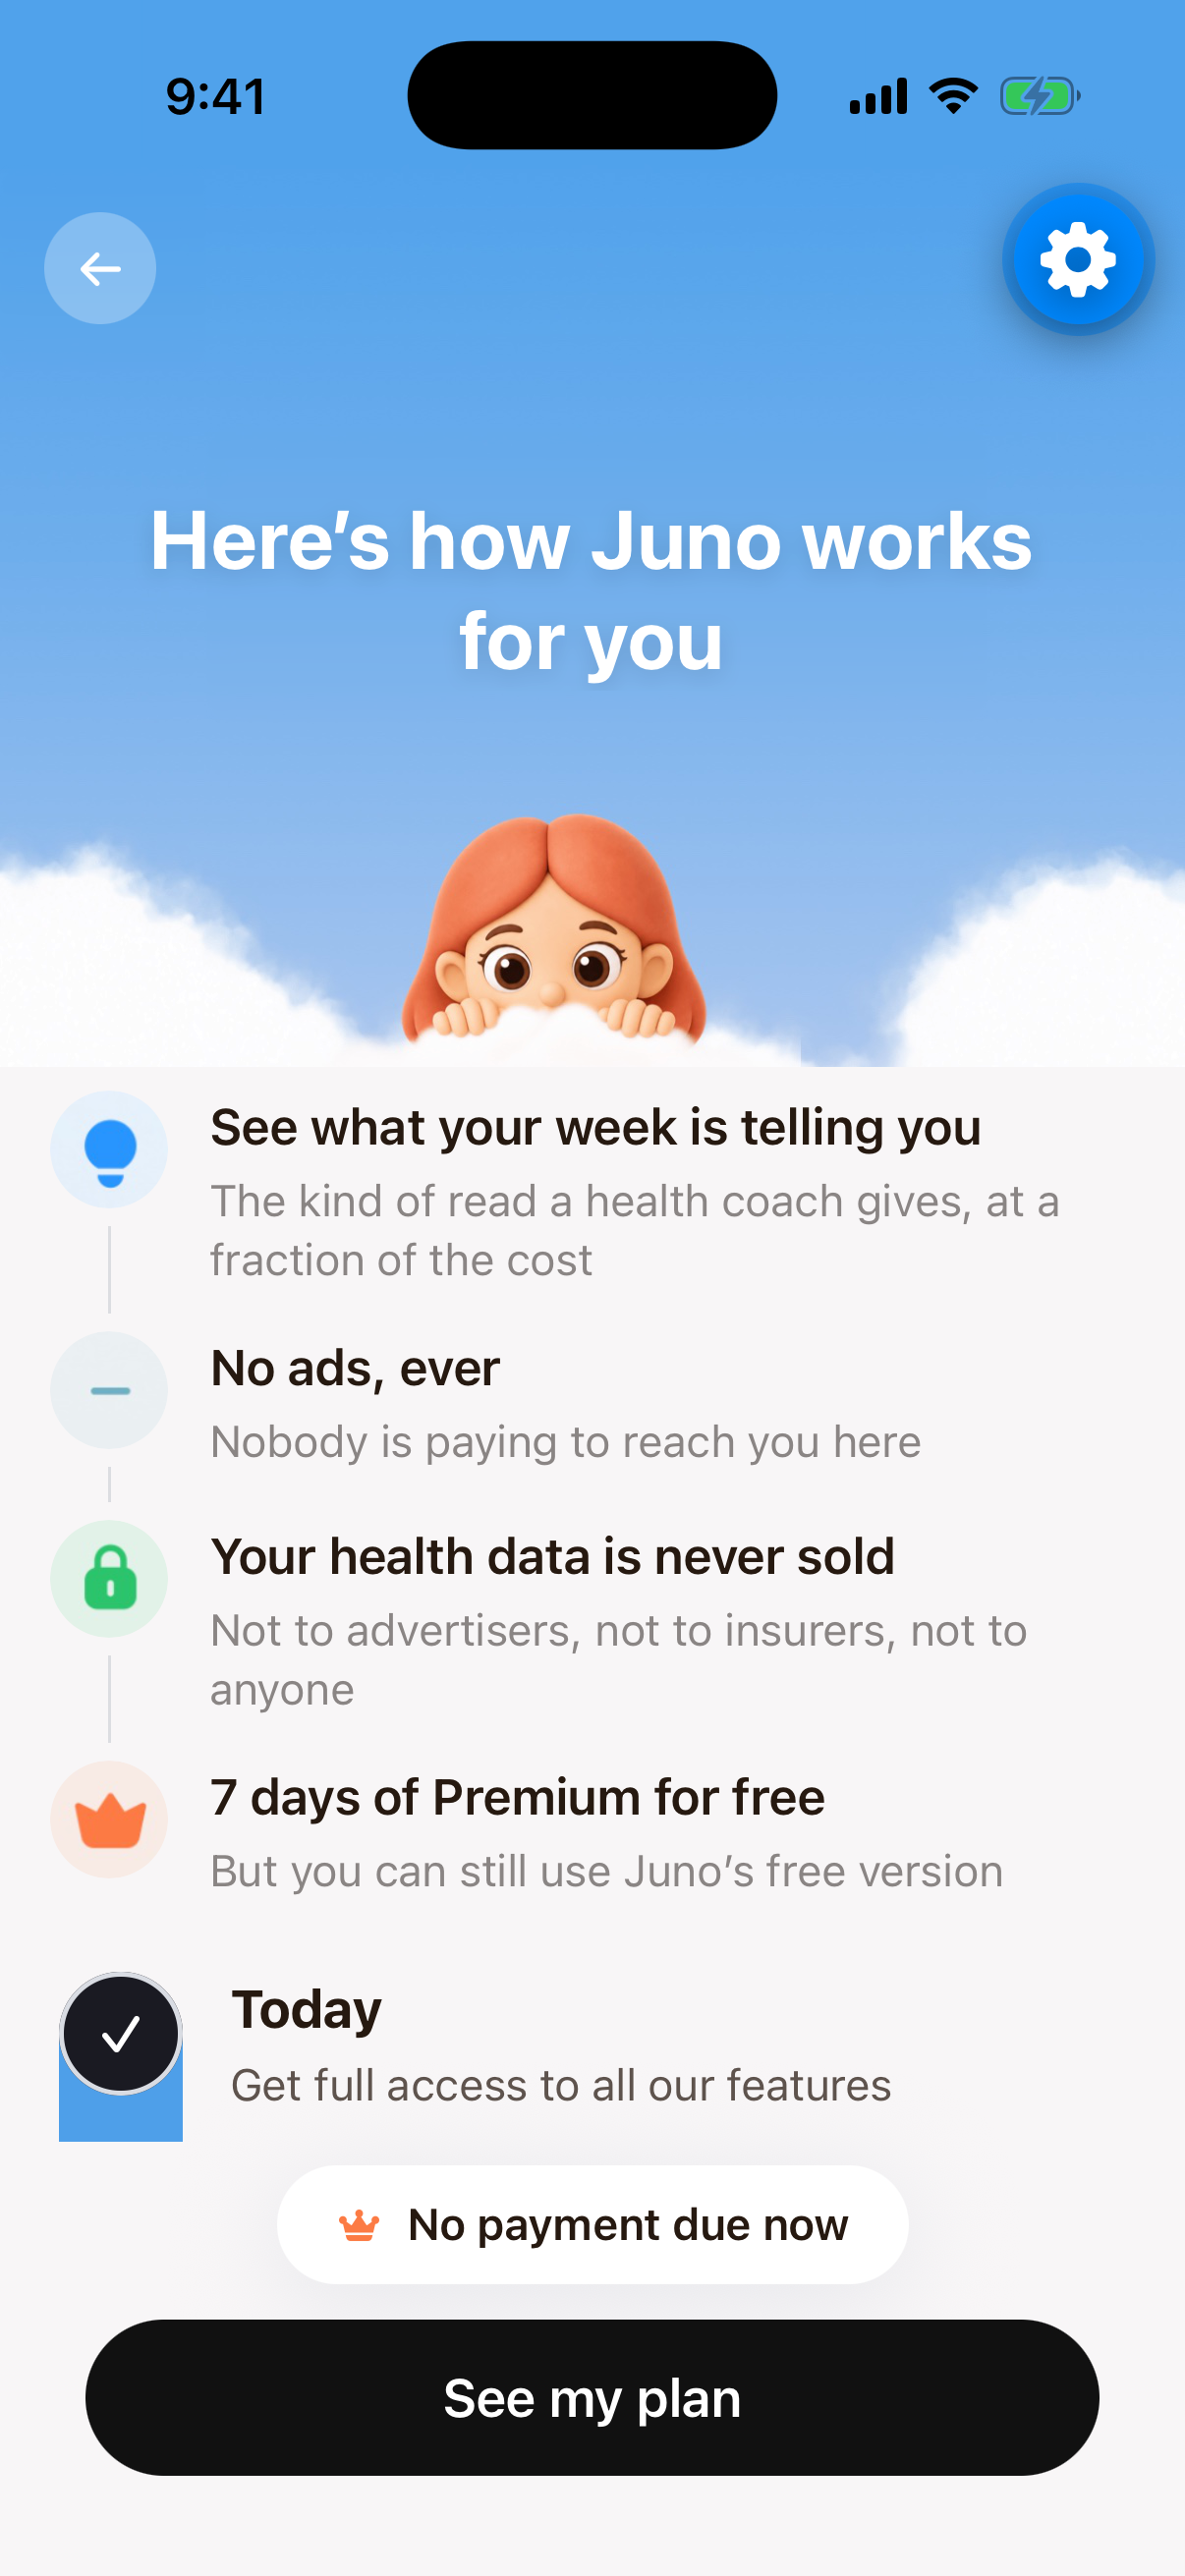 9:41
Here’s how Juno works
for you
See what your week is telling you
The kind of read a health coach gives, at a
fraction of the cost
No ads, ever
Nobody is paying to reach you here
Your health data is never sold
Not to advertisers, not to insurers, not to
anyone
7 days of Premium for free
But you can still use Juno’s free version
Today
Get full access to all our features
No payment due now
See my plan